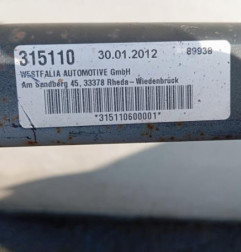 315110 30.01.2012 89938
WESTFALIA AUTOMOTIVE GmbH
Am Sandberg 45, 33378 Rheda-Wiedenbrück
*315110600001*